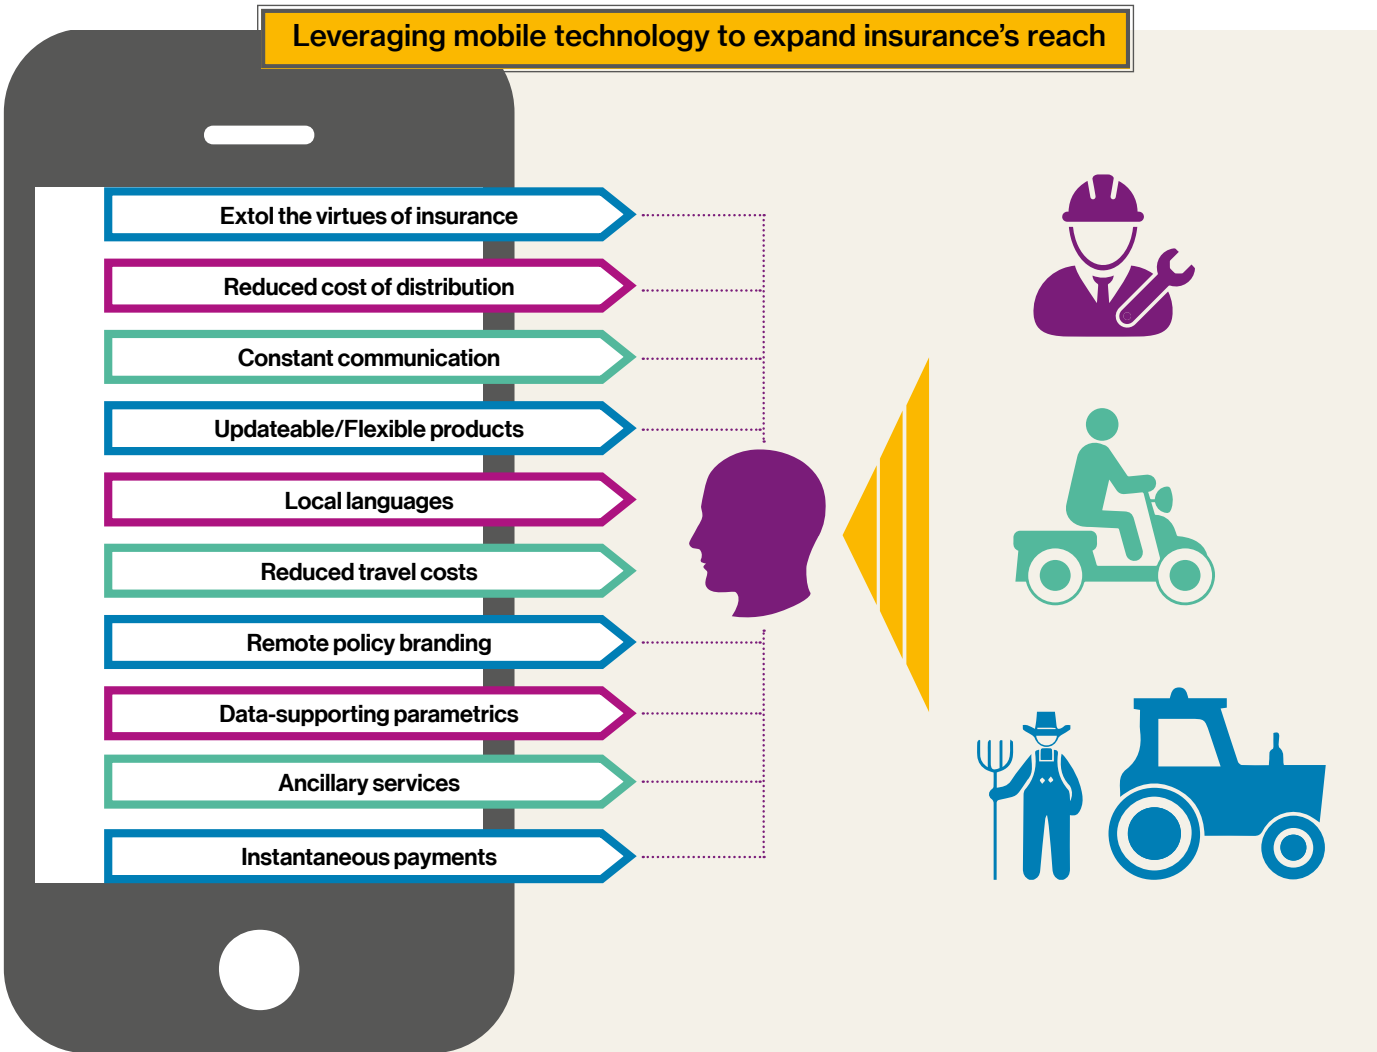 Leveraging mobile technology to expand insurance’s reach
Extol the virtues of insurance
Reduced cost of distribution
Constant communication
Updateable/Flexible products
Local languages
Reduced travel costs
Remote policy branding
Data-supporting parametrics
Ancillary services
Instantaneous payments